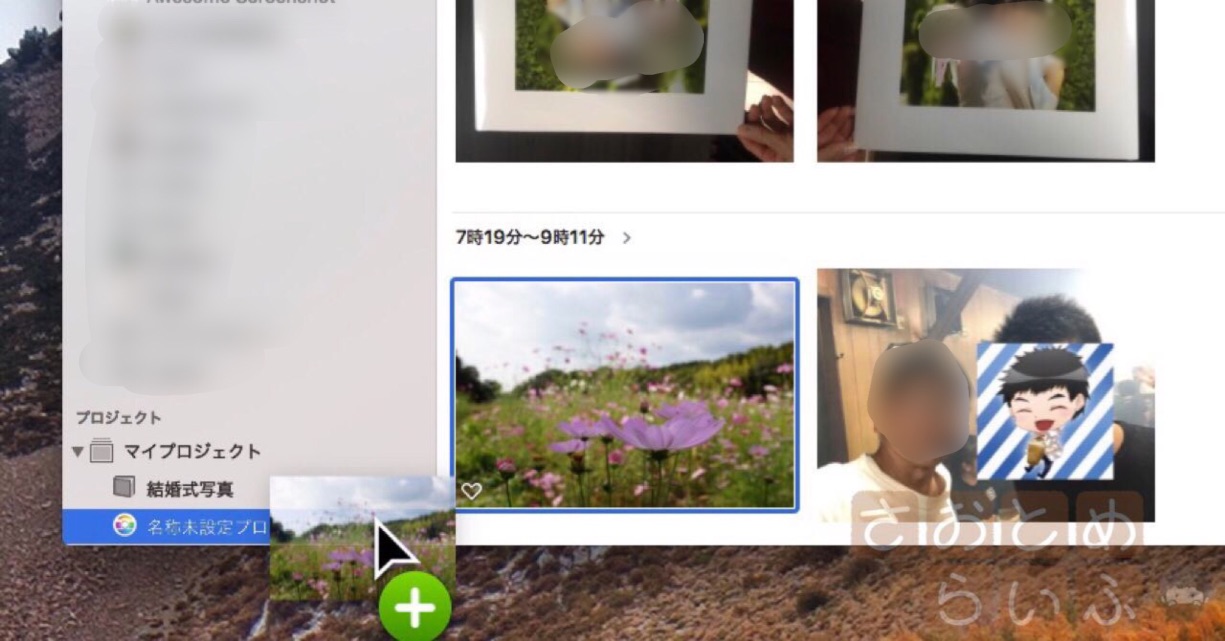 Awesome Screenshot
7時19分〜9時11分
プロジェクト
マイプロジェクト
結婚式写真
名称未設定プロ
さおとめ
らいふ